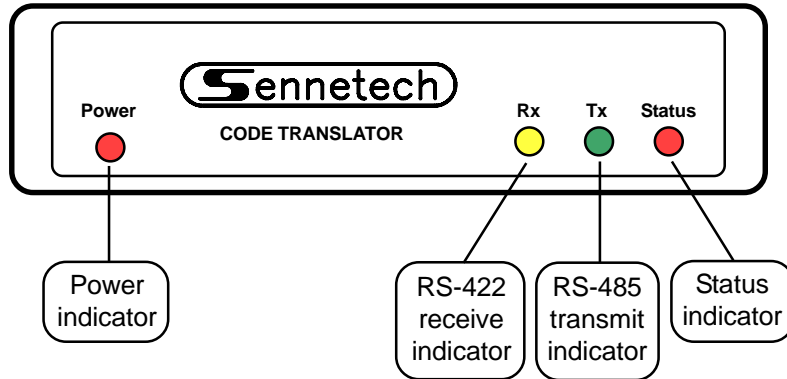 Sennetech
Power
CODE TRANSLATOR
Rx
Tx
Status
Power
indicator
RS-422
receive
indicator
RS-485
transmit
indicator
Status
indicator